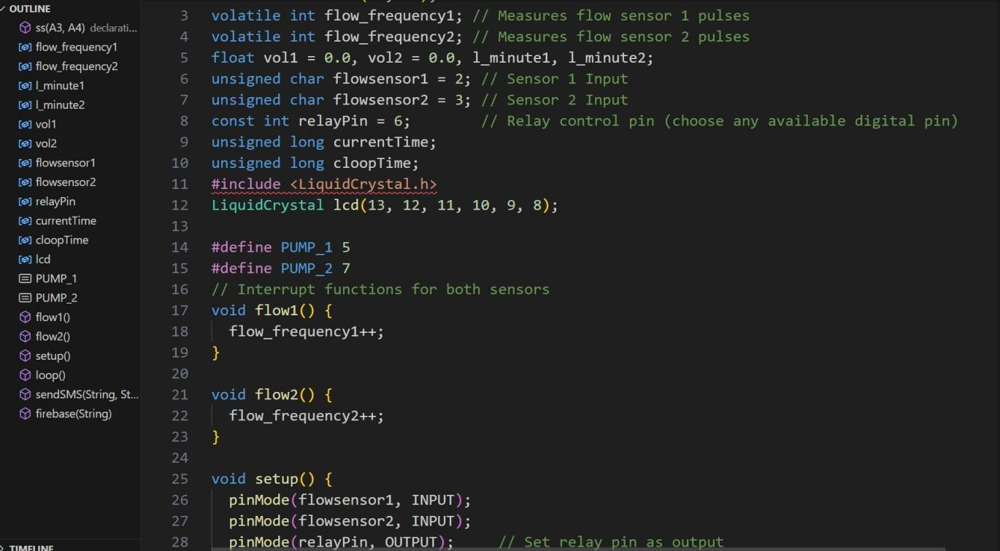 OUTLINE
ss(A3, A4) declarati...
flow_frequency1
flow_frequency2
l_minute1
l_minute2
vol1
vol2
flowsensor1
flowsensor2
relayPin
currentTime
cloopTime
lcd
PUMP_1
PUMP_2
flow1()
flow2()
setup()
loop()
sendSMS(String, St...
firebase(String)
TIMELINE
3 volatile int flow_frequency1; // Measures flow sensor 1 pulses
4 volatile int flow_frequency2; // Measures flow sensor 2 pulses
5 float vol1 = 0.0, vol2 = 0.0, l_minute1, l_minute2;
6 unsigned char flowsensor1 = 2; // Sensor 1 Input
7 unsigned char flowsensor2 = 3; // Sensor 2 Input
8 const int relayPin = 6; // Relay control pin (choose any available digital pin)
9 unsigned long currentTime;
10 unsigned long cloopTime;
11 #include <LiquidCrystal.h>
12 LiquidCrystal lcd(13, 12, 11, 10, 9, 8);
13
14 #define PUMP_1 5
15 #define PUMP_2 7
16 // Interrupt functions for both sensors
17 void flow1() {
18 flow_frequency1++;
19 }
20
21 void flow2() {
22 flow_frequency2++;
23 }
24
25 void setup() {
26 pinMode(flowsensor1, INPUT);
27 pinMode(flowsensor2, INPUT);
28 pinMode(relayPin, OUTPUT); // Set relay pin as output